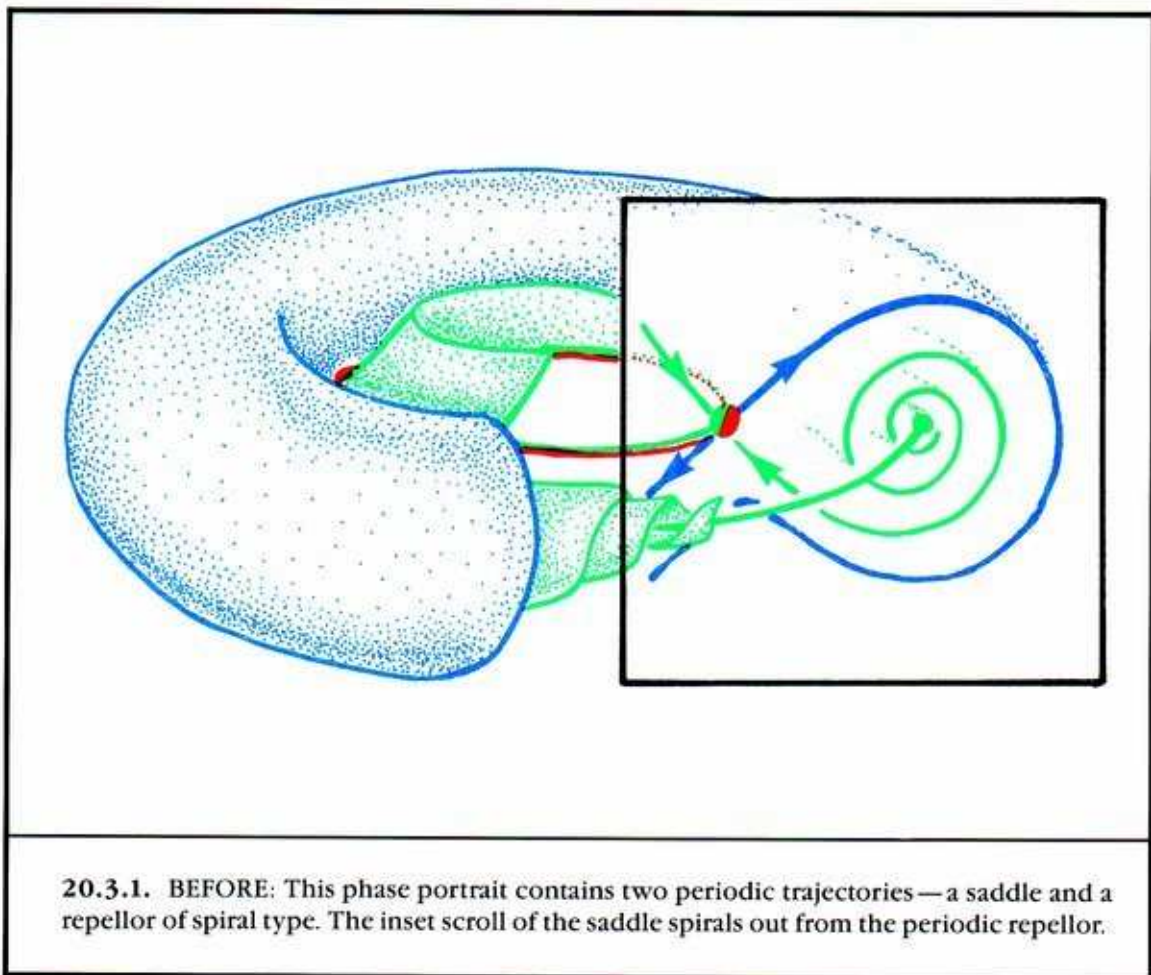 20.3.1. BEFORE: This phase portrait contains two periodic trajectories—a saddle and a
repellor of spiral type. The inset scroll of the saddle spirals out from the periodic repellor.